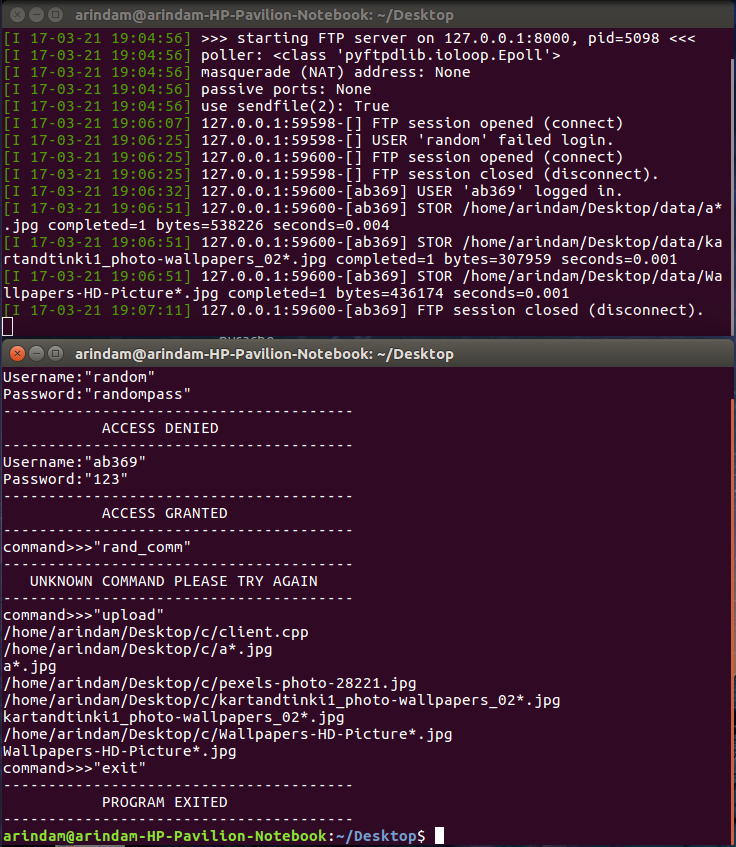 arindam@arindam-HP-Pavilion-Notebook: ~/Desktop
[I 17-03-21 19:04:56] >>> starting FTP server on 127.0.0.1:8000, pid=5098 <<<
[I 17-03-21 19:04:56] poller: <class 'pyftpdlib.ioloop.Epoll'>
[I 17-03-21 19:04:56] masquerade (NAT) address: None
[I 17-03-21 19:04:56] passive ports: None
[I 17-03-21 19:04:56] use sendfile(2): True
[I 17-03-21 19:06:07] 127.0.0.1:59598-[] FTP session opened (connect)
[I 17-03-21 19:06:25] 127.0.0.1:59598-[] USER 'random' failed login.
[I 17-03-21 19:06:25] 127.0.0.1:59600-[] FTP session opened (connect)
[I 17-03-21 19:06:25] 127.0.0.1:59598-[] FTP session closed (disconnect).
[I 17-03-21 19:06:32] 127.0.0.1:59600-[ab369] USER 'ab369' logged in.
[I 17-03-21 19:06:51] 127.0.0.1:59600-[ab369] STOR /home/arindam/Desktop/data/a*
.jpg completed=1 bytes=538226 seconds=0.004
[I 17-03-21 19:06:51] 127.0.0.1:59600-[ab369] STOR /home/arindam/Desktop/data/ka
rtandtinki1_photo-wallpapers_02*.jpg completed=1 bytes=307959 seconds=0.001
[I 17-03-21 19:06:51] 127.0.0.1:59600-[ab369] STOR /home/arindam/Desktop/data/Wa
llpapers-HD-Picture*.jpg completed=1 bytes=436174 seconds=0.001
[I 17-03-21 19:07:11] 127.0.0.1:59600-[ab369] FTP session closed (disconnect).
arindam@arindam-HP-Pavilion-Notebook: ~/Desktop
Username:"random"
Password:"randompass"
---------------------------------------
ACCESS DENIED
---------------------------------------
Username:"ab369"
Password:"123"
---------------------------------------
ACCESS GRANTED
---------------------------------------
command>>>"rand_comm"
---------------------------------------
UNKNOWN COMMAND PLEASE TRY AGAIN
---------------------------------------
command>>>"upload"
/home/arindam/Desktop/c/client.cpp
/home/arindam/Desktop/c/a*.jpg
a*.jpg
/home/arindam/Desktop/c/pexels-photo-28221.jpg
/home/arindam/Desktop/c/kartandtinki1_photo-wallpapers_02*.jpg
kartandtinki1_photo-wallpapers_02*.jpg
/home/arindam/Desktop/c/Wallpapers-HD-Picture*.jpg
Wallpapers-HD-Picture*.jpg
command>>>"exit"
---------------------------------------
PROGRAM EXITED
---------------------------------------
arindam@arindam-HP-Pavilion-Notebook:~/Desktop$